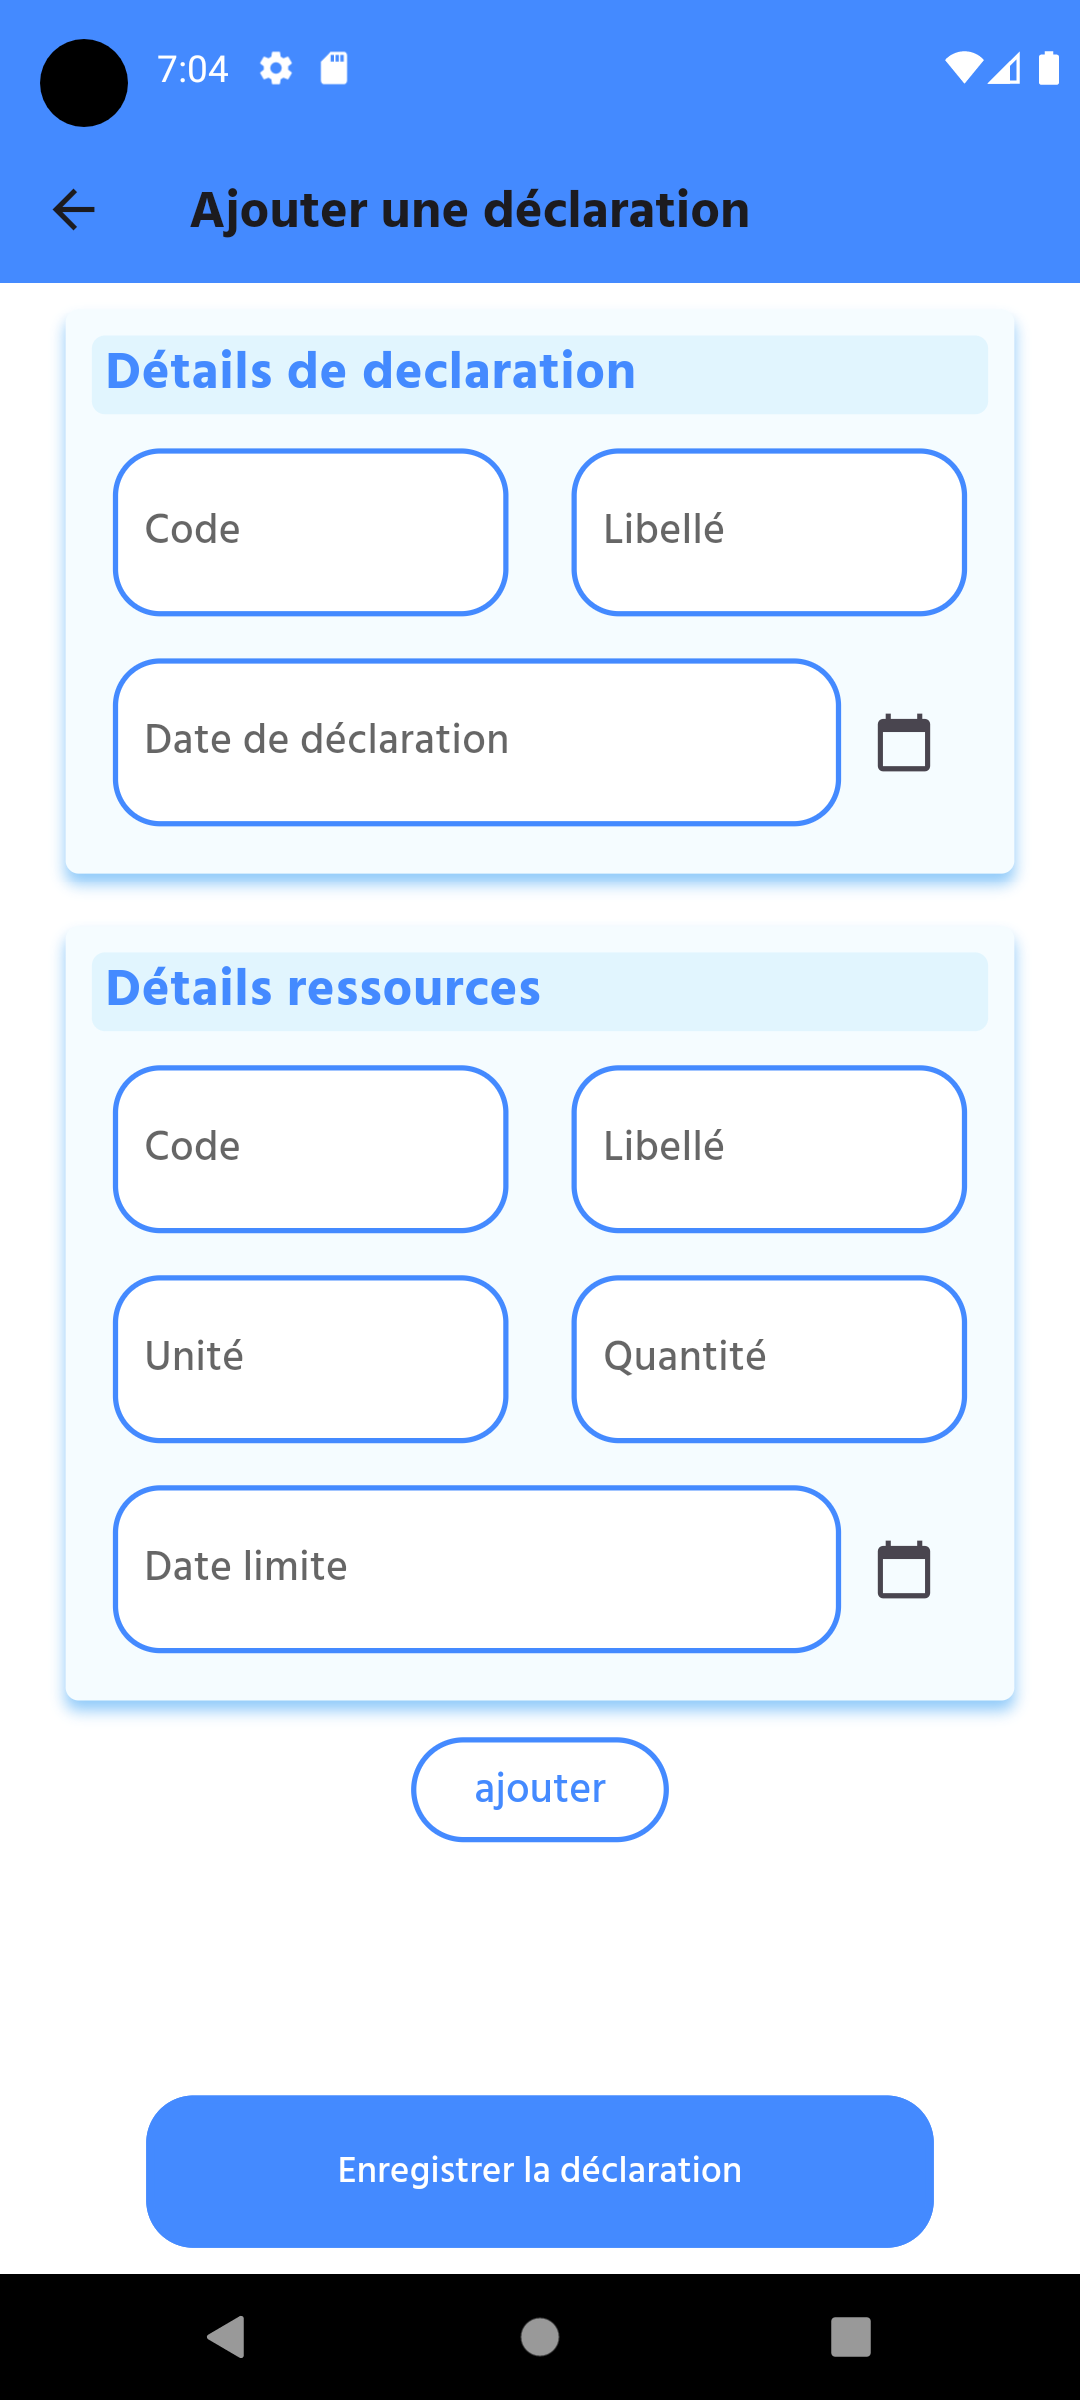 7:04
Ajouter une déclaration
Détails de declaration
Code
Libellé
Date de déclaration
Détails ressources
Code
Libellé
Unité
Quantité
Date limite
ajouter
Enregistrer la déclaration